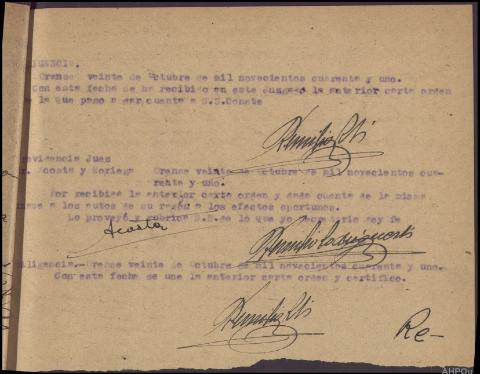 Orense veinte de Octubre de mil novecientos cuarenta y uno.
Con esta fecha se ha recibido en este Juzgado la anterior carta orden
de la que paso a dar cuenta a S.S. Conste
Providencia Juez
Sr. Acosta y Noriega Orense veinte de Octubre de mil novecientos cua-
renta y uno.
Por recibida la anterior carta orden y dada cuenta de la misma
unase a los autos de su razón a los efectos oportunos.
Lo proveyó y rubrica S.S. de lo que yo Secretario doy fe
Acosta
Diligencia.-Orense veinte de Octubre de mil novecientos cuarenta y uno.
Con esta fecha se une la anterior carta orden y certifico.
Re-
AHPOu